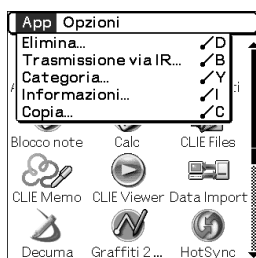 App Opzioni
Elimina... ✓D
Trasmissione via IR... ✓B
Categoria... ✓Y
Informazioni... ✓I
Copia... ✓C
Blocco note Calc CLIE Files
CLIE Memo CLIE Viewer Data Import
Decuma Graffiti 2... HotSync